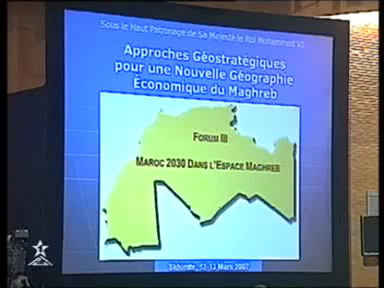 Sous le Haut Patronage de Sa Majesté le Roi Mohammed VI
Approches Géostratégiques
pour une Nouvelle Géographie
Économique du Maghreb
FORUM III
MAROC 2030 DANS L'ESPACE MAGHREB
Skhirate, 12-13 Mars 2007